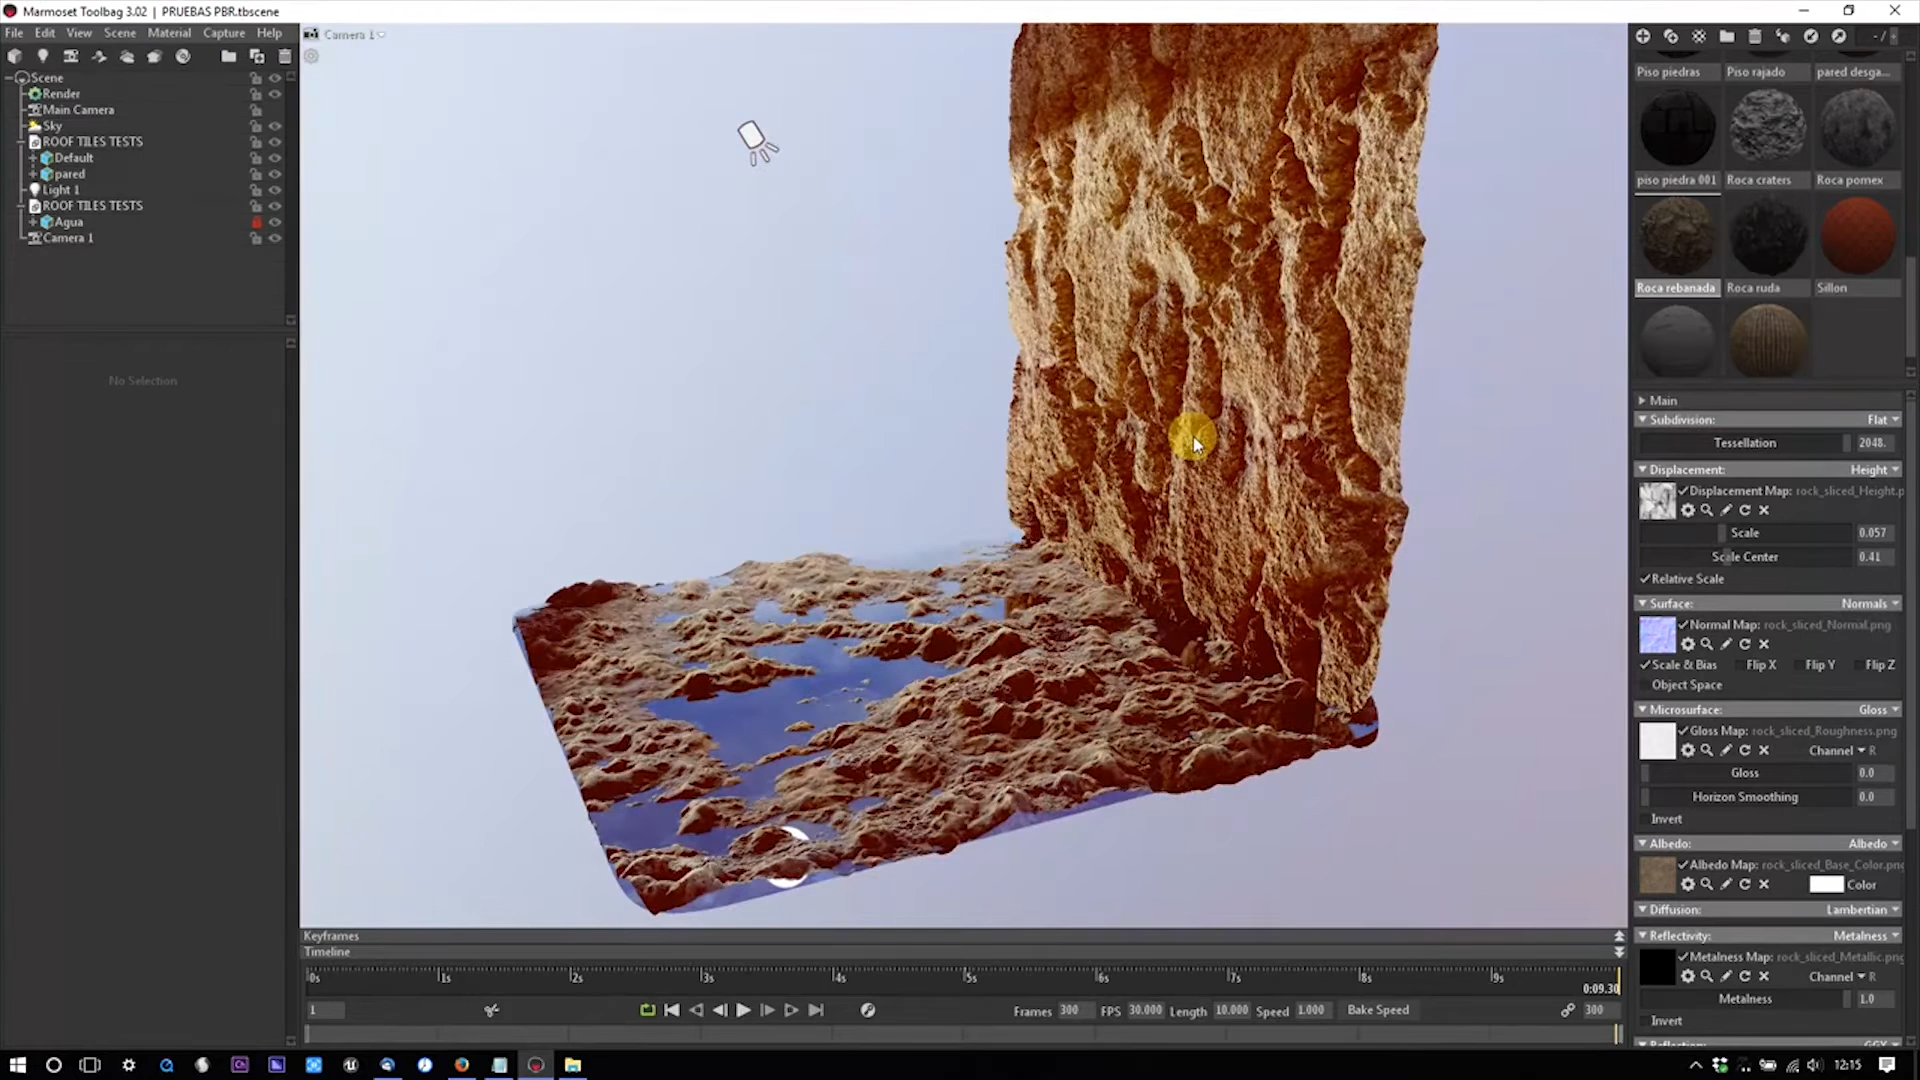 Marmoset Toolbag 3.02 | PRUEBAS PBR.tbscene
File Edit View Scene Material Capture Help
Camera 1
Scene
Render
Main Camera
Sky
ROOF TILES TESTS
Default
pared
Light 1
ROOF TILES TESTS
Agua
Camera 1
No Selection
Piso piedras Piso rajado pared desga...
piso piedra 001 Roca craters Roca pomex
Roca rebanada Roca ruda Sillon
Main
Subdivision: Flat
Tessellation 2048.
Displacement: Height
Displacement Map: rock_sliced_Height.p
Scale 0.057
Scale Center 0.41
Relative Scale
Surface: Normals
Normal Map: rock_sliced_Normal.png
Scale & Bias Flip X Flip Y Flip Z
Object Space
Microsurface: Gloss
Gloss Map: rock_sliced_Roughness.png
Channel R
Gloss 0.0
Horizon Smoothing 0.0
Invert
Albedo: Albedo
Albedo Map: rock_sliced_Base_Color.png
Color
Diffusion: Lambertian
Reflectivity: Metalness
Metalness Map: rock_sliced_Metallic.png
Channel R
Metalness 1.0
Invert
Keyframes
Timeline
0s 1s 2s 3s 4s 5s 6s 7s 8s 9s
0:09.30
1 Frames 300 FPS 30.000 Length 10.000 Speed 1.000 Bake Speed 300
12:15